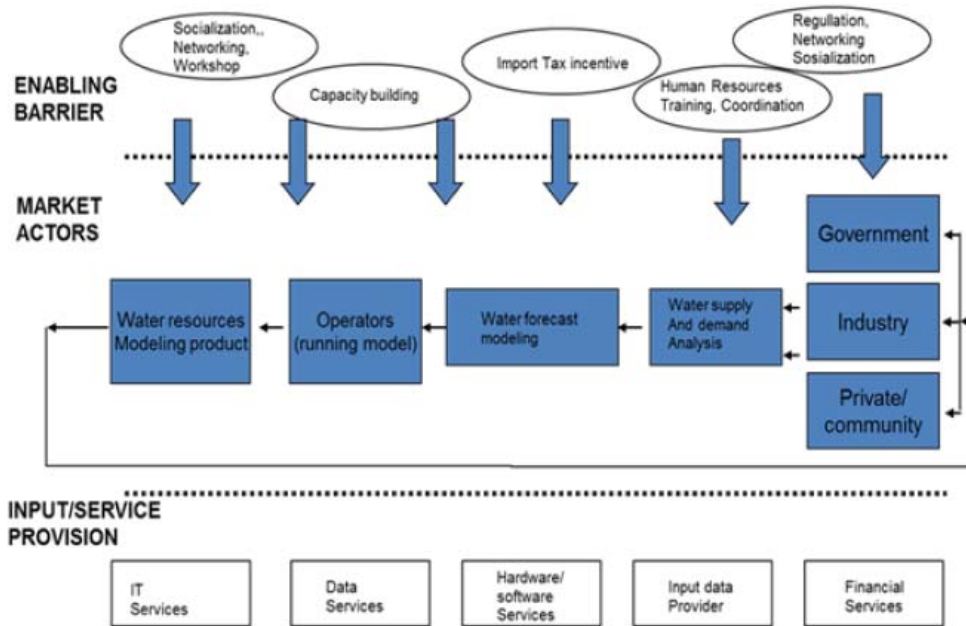 Socialization,,
Networking,
Workshop
Regullation,
Networking
Sosialization
Import Tax incentive
ENABLING
BARRIER
Capacity building
Human Resources
Training, Coordination
MARKET
ACTORS
Government
Water resources
Modeling product
Operators
(running model)
Water forecast
modeling
Water supply
And demand
Analysis
Industry
Private/
community
INPUT/SERVICE
PROVISION
IT
Services
Data
Services
Hardware/
software
Services
Input data
Provider
Financial
Services